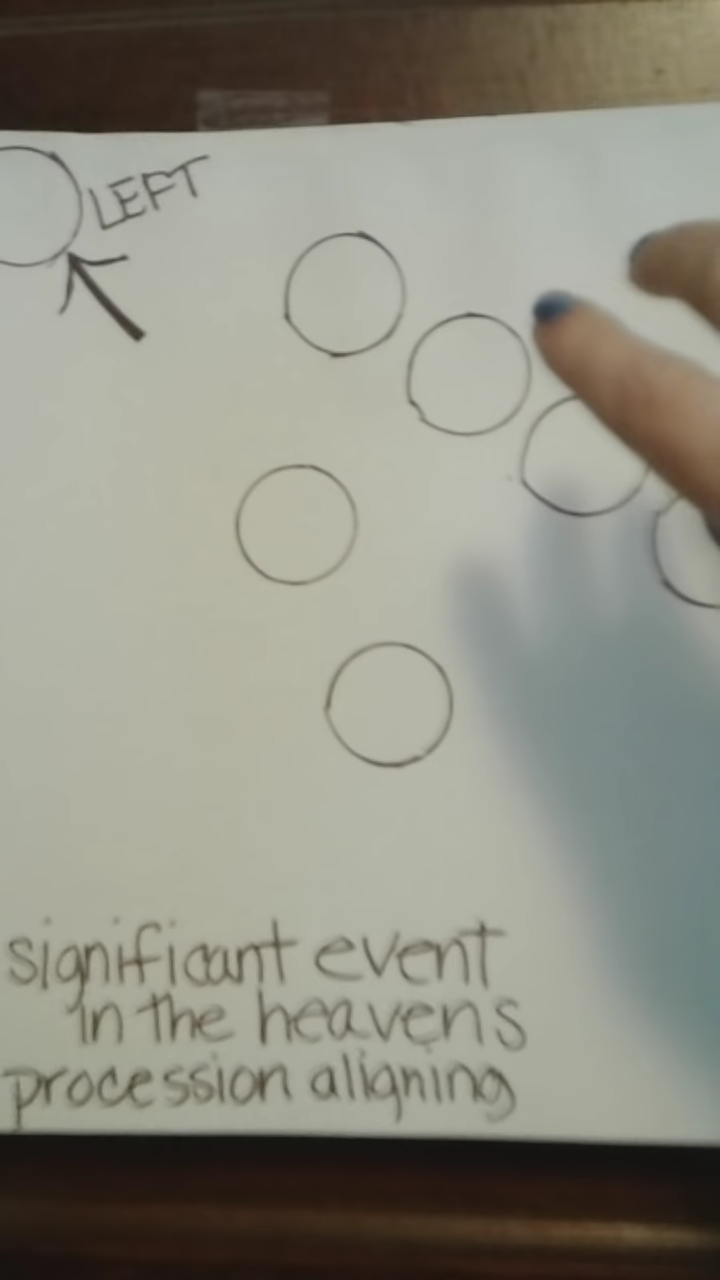 LEFT
significant event
in the heavens
procession aligning